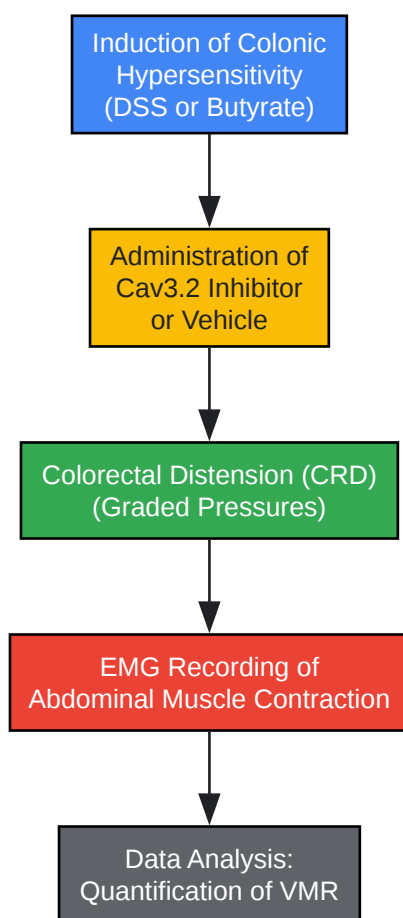 Induction of Colonic
Hypersensitivity
(DSS or Butyrate)
Administration of
Cav3.2 Inhibitor
or Vehicle
Colorectal Distension (CRD)
(Graded Pressures)
EMG Recording of
Abdominal Muscle Contraction
Data Analysis:
Quantification of VMR